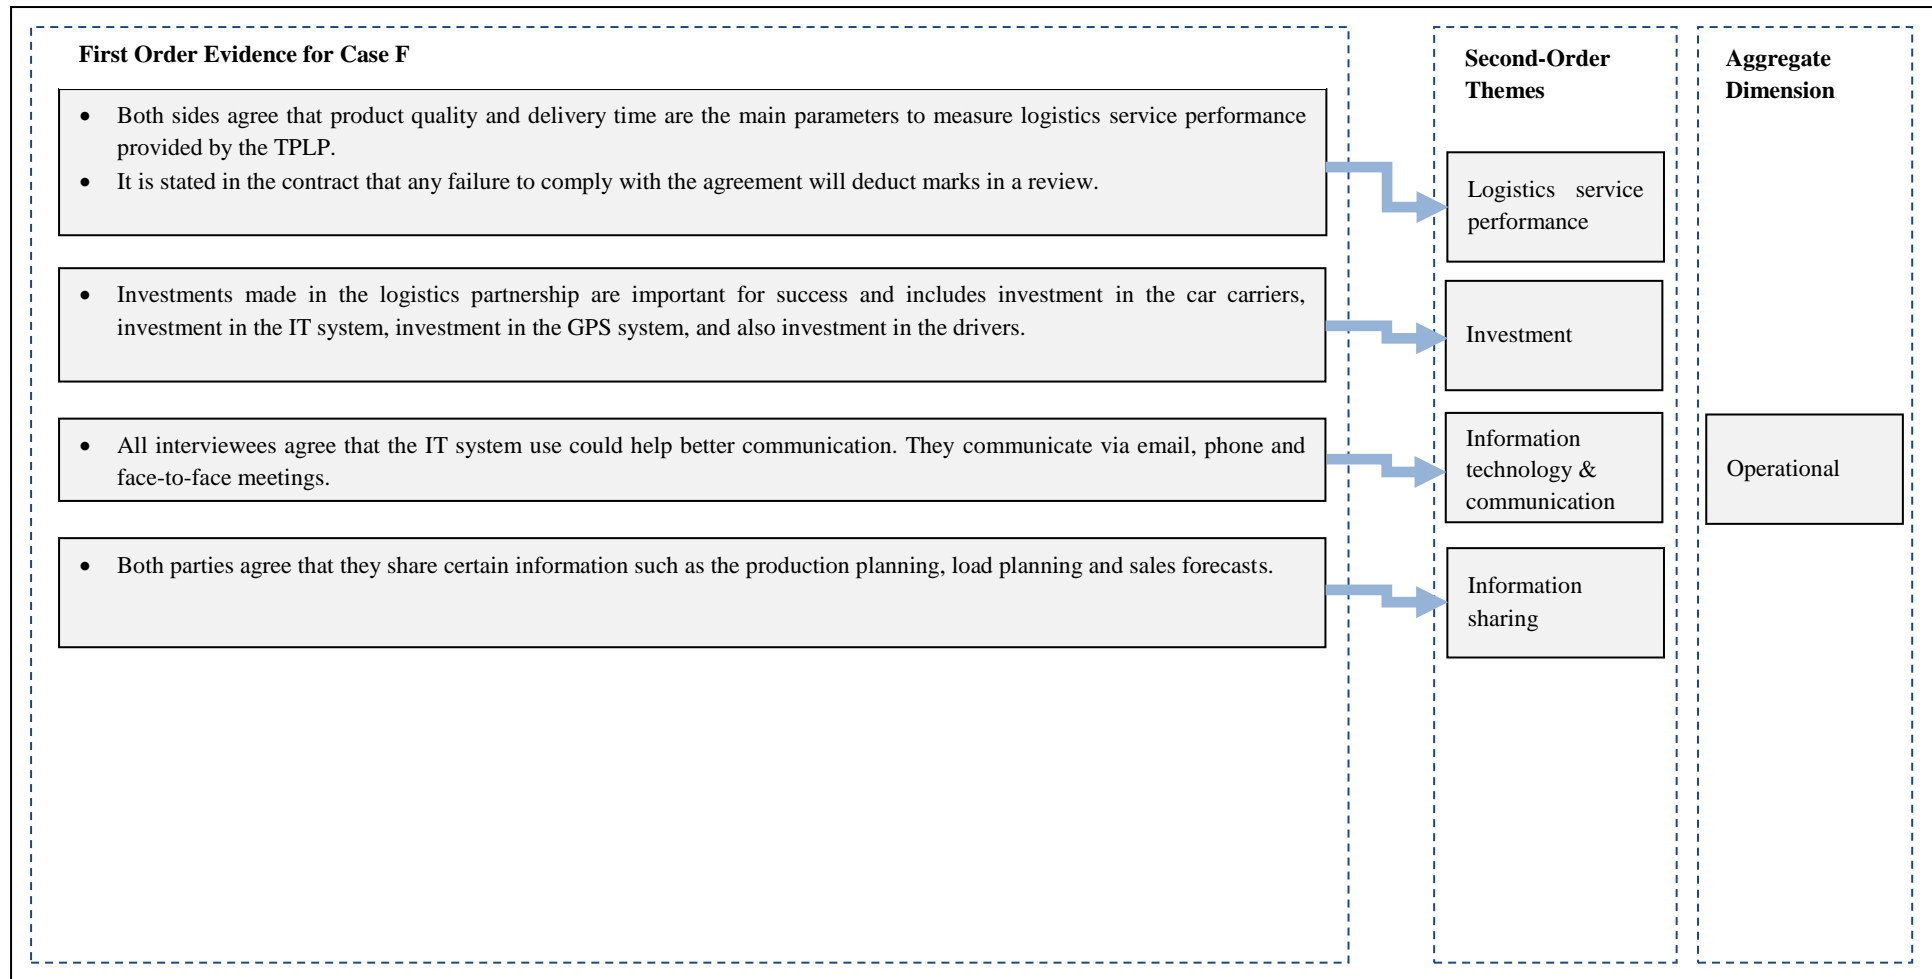 First Order Evidence for Case F
• Both sides agree that product quality and delivery time are the main parameters to measure logistics service performance
provided by the TPLP.
• It is stated in the contract that any failure to comply with the agreement will deduct marks in a review.
• Investments made in the logistics partnership are important for success and includes investment in the car carriers,
investment in the IT system, investment in the GPS system, and also investment in the drivers.
• All interviewees agree that the IT system use could help better communication. They communicate via email, phone and
face-to-face meetings.
• Both parties agree that they share certain information such as the production planning, load planning and sales forecasts.
Second-Order
Themes
Logistics service
performance
Investment
Information
technology &
communication
Information
sharing
Aggregate
Dimension
Operational